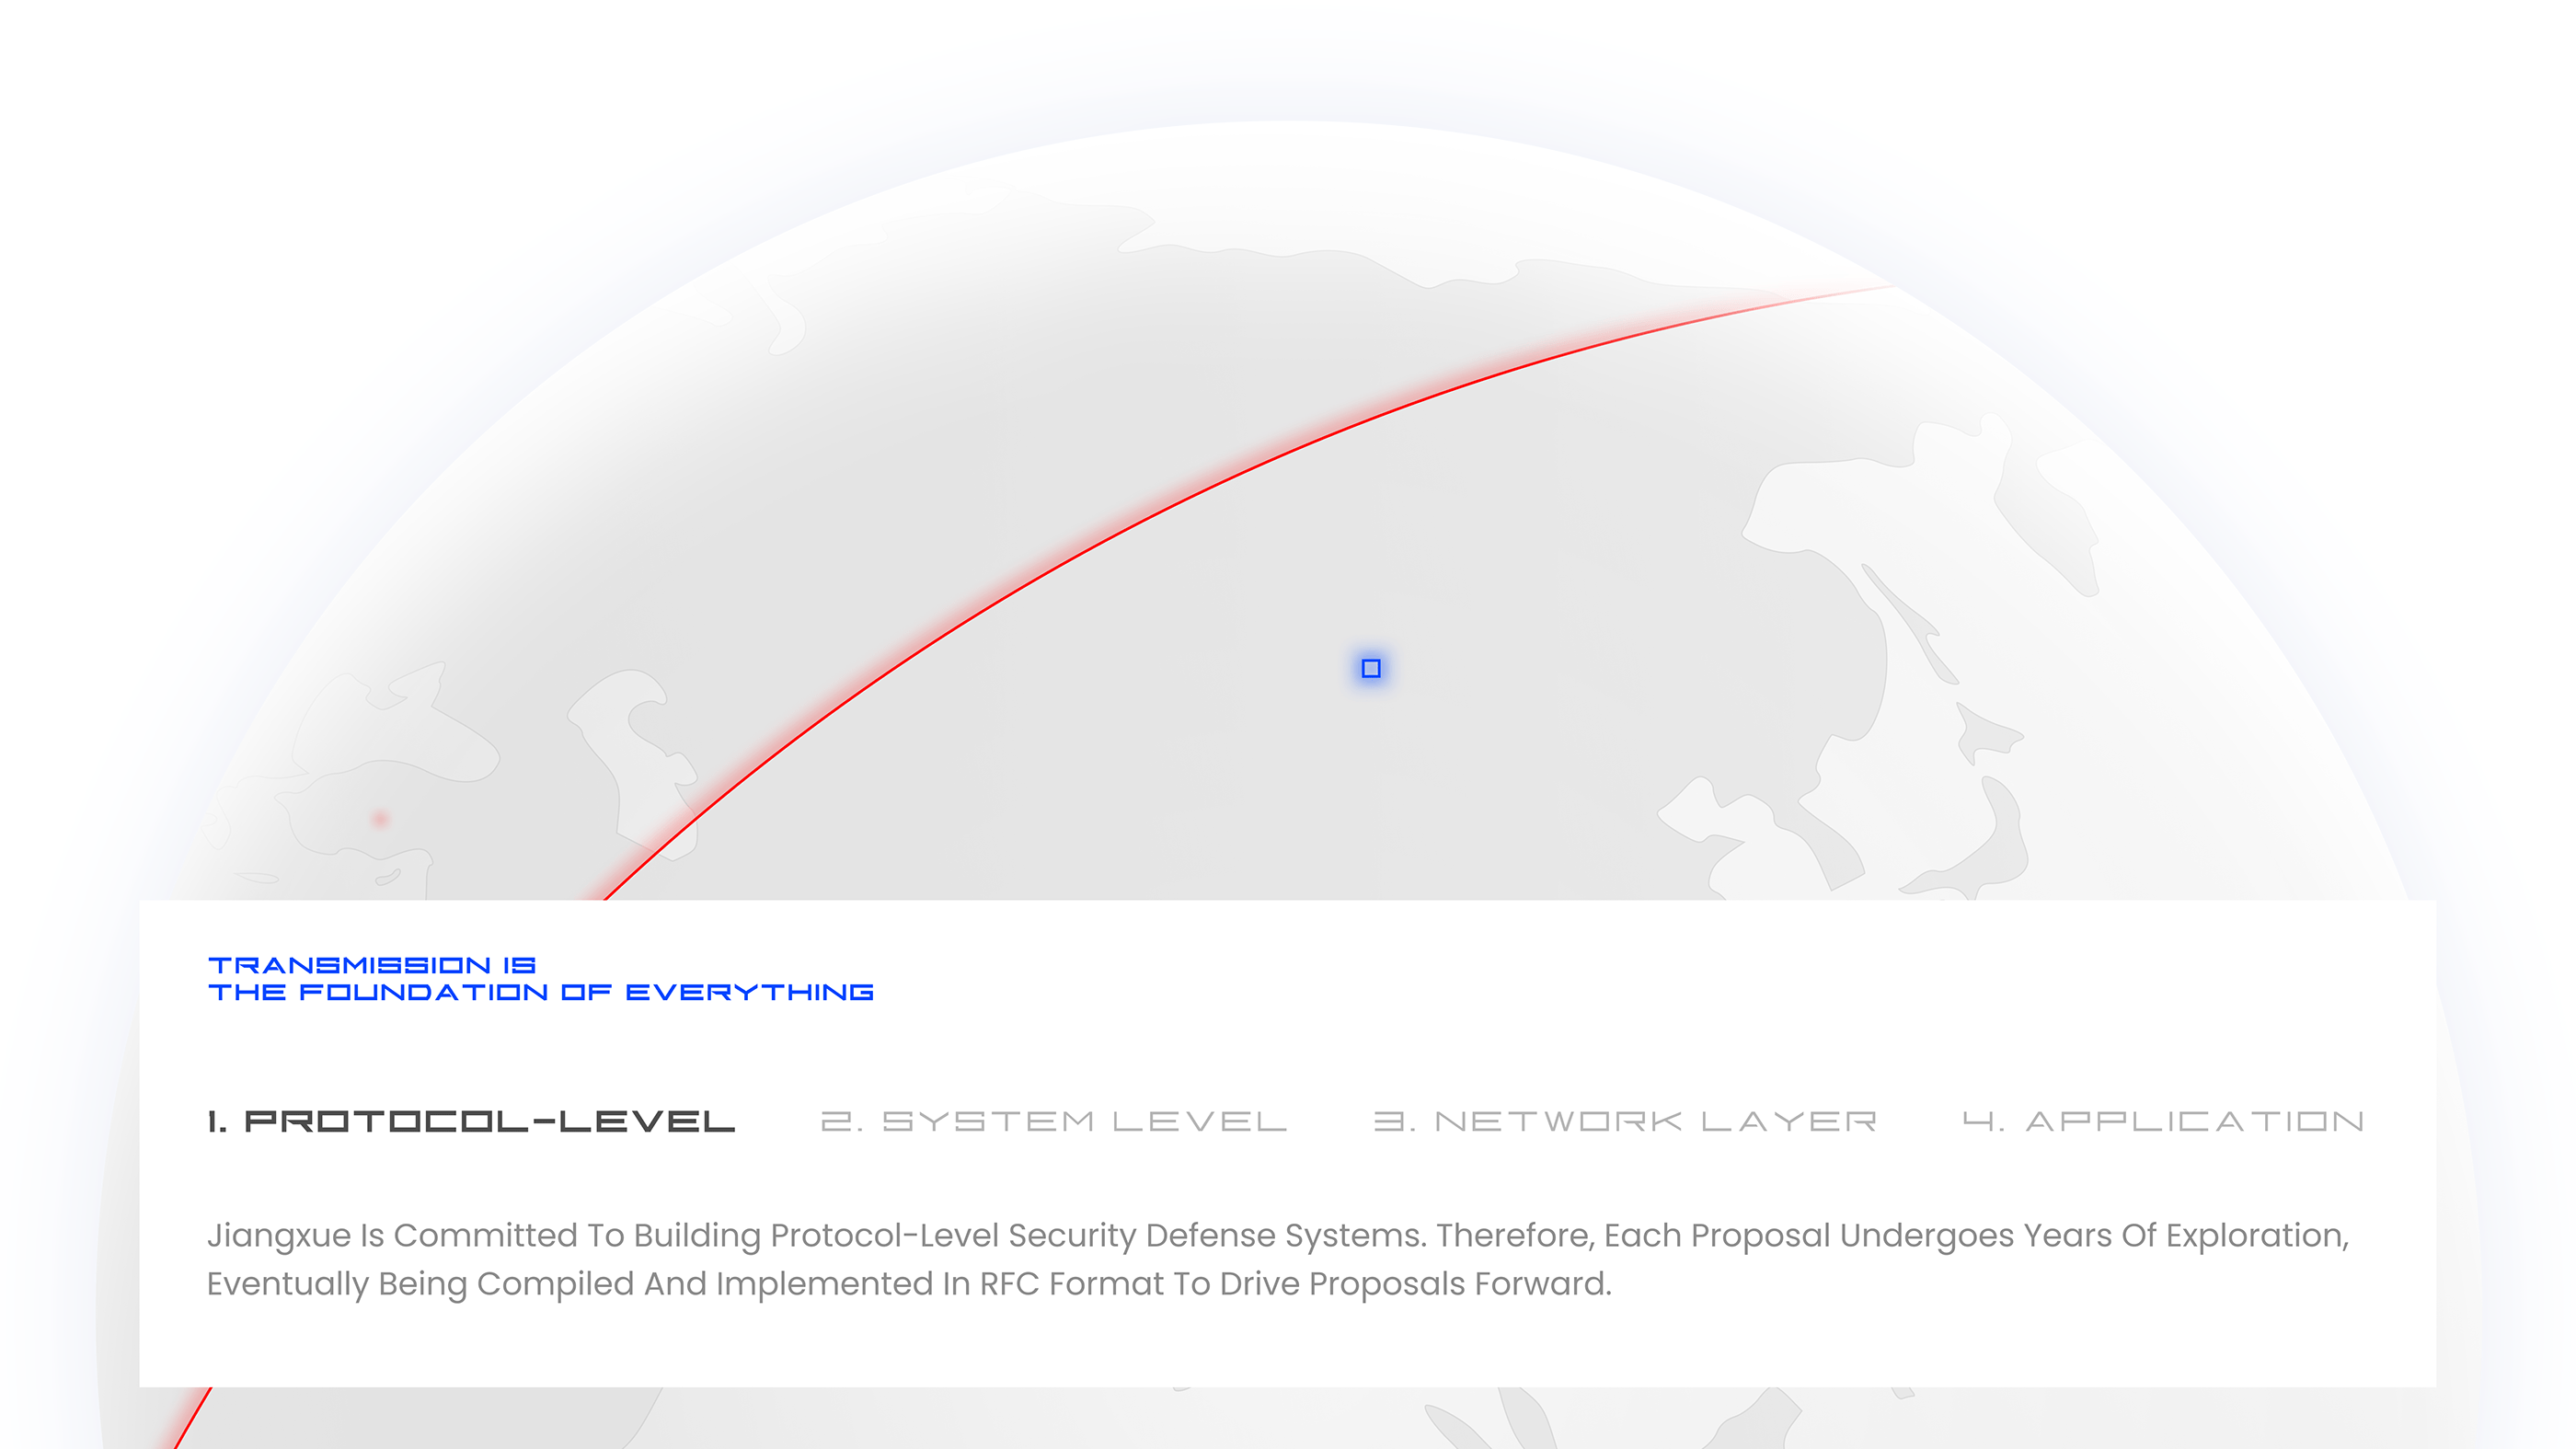 TRANSMISSION IS
THE FOUNDATION OF EVERYTHING
1. PROTOCOL-LEVEL
2. SYSTEM LEVEL
3. NETWORK LAYER
4. APPLICATION
Jiangxue Is Committed To Building Protocol-Level Security Defense Systems. Therefore, Each Proposal Undergoes Years Of Exploration,
Eventually Being Compiled And Implemented In RFC Format To Drive Proposals Forward.